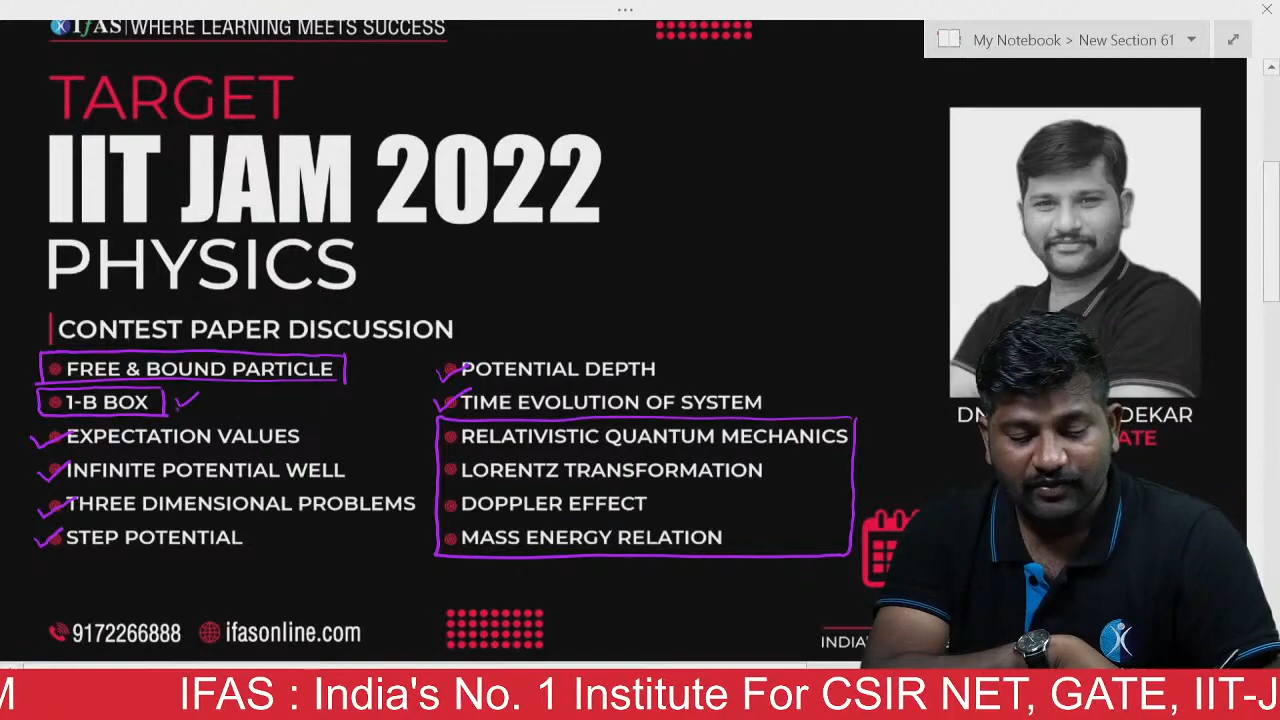 IFAS | WHERE LEARNING MEETS SUCCESS
My Notebook > New Section 61
TARGET
IIT JAM 2022
PHYSICS
CONTEST PAPER DISCUSSION
FREE & BOUND PARTICLE
1-B BOX
EXPECTATION VALUES
INFINITE POTENTIAL WELL
THREE DIMENSIONAL PROBLEMS
STEP POTENTIAL
POTENTIAL DEPTH
TIME EVOLUTION OF SYSTEM
RELATIVISTIC QUANTUM MECHANICS
LORENTZ TRANSFORMATION
DOPPLER EFFECT
MASS ENERGY RELATION
9172266888 ifasonline.com
M IFAS : India's No. 1 Institute For CSIR NET, GATE, IIT-J